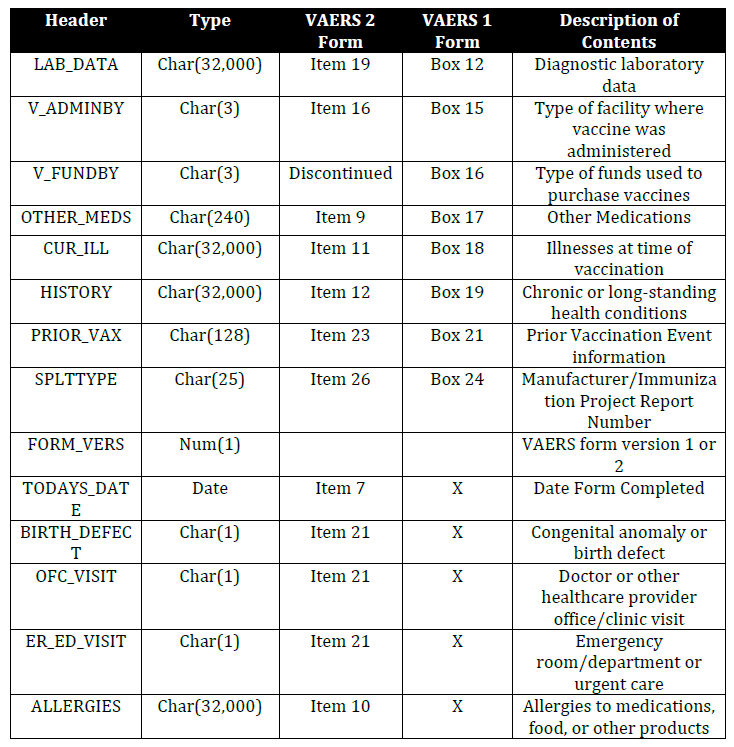 Header Type VAERS 2 Form VAERS 1 Form Description of Contents
LAB_DATA Char(32,000) Item 19 Box 12 Diagnostic laboratory data
V_ADMINBY Char(3) Item 16 Box 15 Type of facility where vaccine was administered
V_FUNDBY Char(3) Discontinued Box 16 Type of funds used to purchase vaccines
OTHER_MEDS Char(240) Item 9 Box 17 Other Medications
CUR_ILL Char(32,000) Item 11 Box 18 Illnesses at time of vaccination
HISTORY Char(32,000) Item 12 Box 19 Chronic or long-standing health conditions
PRIOR_VAX Char(128) Item 23 Box 21 Prior Vaccination Event information
SPLTTYPE Char(25) Item 26 Box 24 Manufacturer/Immunization Project Report Number
FORM_VERS Num(1) VAERS form version 1 or 2
TODAYS_DATE Date Item 7 X Date Form Completed
BIRTH_DEFECT Char(1) Item 21 X Congenital anomaly or birth defect
OFC_VISIT Char(1) Item 21 X Doctor or other healthcare provider office/clinic visit
ER_ED_VISIT Char(1) Item 21 X Emergency room/department or urgent care
ALLERGIES Char(32,000) Item 10 X Allergies to medications, food, or other products